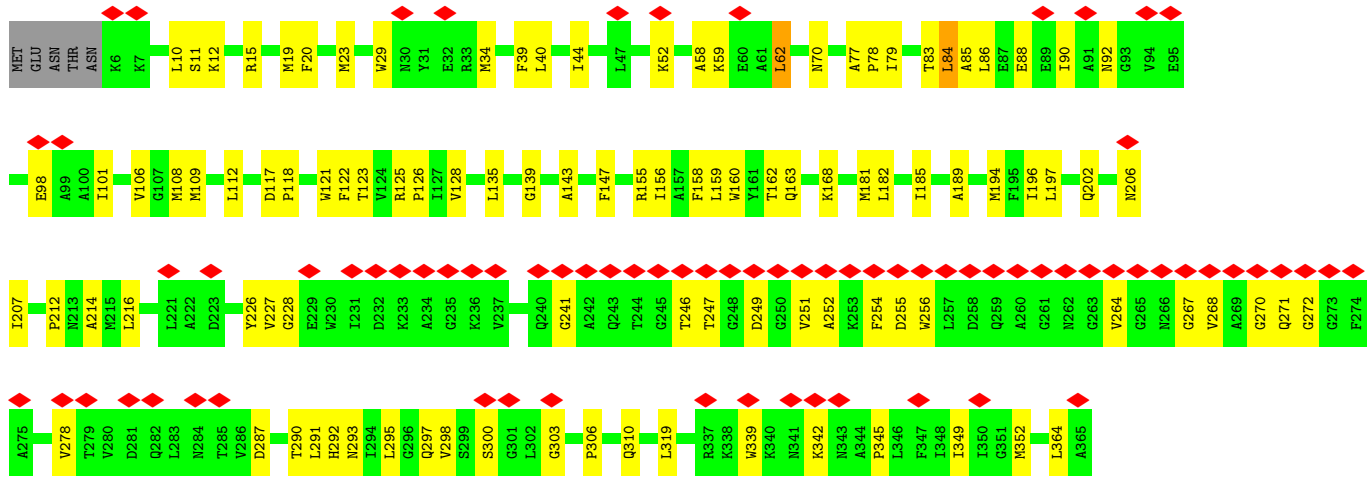 MET GLU ASN THR ASN K6 K7 L10 S11 K12 R15 M19 F20 M23 W29 N30 Y31 E32 R33 M34 F39 L40 I44 L47 K52 A58 K59 E60 A61 L62 N70 A77 P78 I79 T83 L84 A85 L86 E87 E88 E89 I90 A91 N92 G93 V94 E95
E98 A99 A100 I101 V106 G107 M108 M109 L112 D117 P118 W121 F122 T123 V124 R125 P126 I127 V128 L135 G139 A143 F147 R155 I156 A157 F158 L159 W160 Y161 T162 Q163 K168 M181 L182 I185 A189 M194 F195 I196 L197 Q202 N206
I207 P212 N213 A214 M215 L216 L221 A222 D223 Y226 V227 G228 E229 W230 I231 D232 K233 A234 G235 K236 V237 Q240 G241 A242 Q243 T244 G245 T246 T247 G248 D249 G250 V251 A252 K253 F254 D255 W256 L257 D258 Q259 A260 G261 N262 G263 V264 G265 N266 G267 V268 A269 G270 Q271 G272 G273 F274
A275 V278 T279 V280 D281 Q282 L283 N284 T285 V286 D287 T290 L291 H292 N293 I294 L295 G296 Q297 V298 S299 S300 G301 L302 G303 P306 Q310 L319 R337 K338 W339 K340 N341 K342 N343 A344 P345 L346 F347 I348 I349 I350 G351 M352 L364 A365